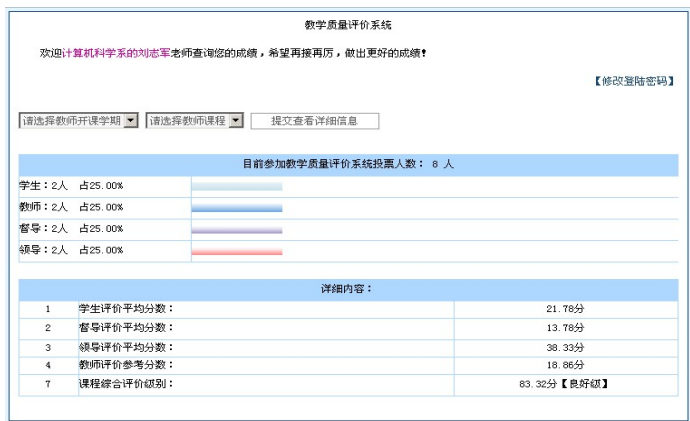 教学质量评价系统
欢迎计算机科学系的刘志军老师查询您的成绩，希望再接再厉，做出更好的成绩！
【修改登陆密码】
请选择教师开课学期 请选择教师课程 提交查看详细信息
目前参加教学质量评价系统投票人数： 8 人
学生：2人 占25.00%
教师：2人 占25.00%
督导：2人 占25.00%
领导：2人 占25.00%
详细内容：
1 学生评价平均分数： 21.78分
2 督导评价平均分数： 13.78分
3 领导评价平均分数： 38.33分
4 教师评价参考分数： 18.86分
7 课程综合评价级别： 83.32分【良好级】